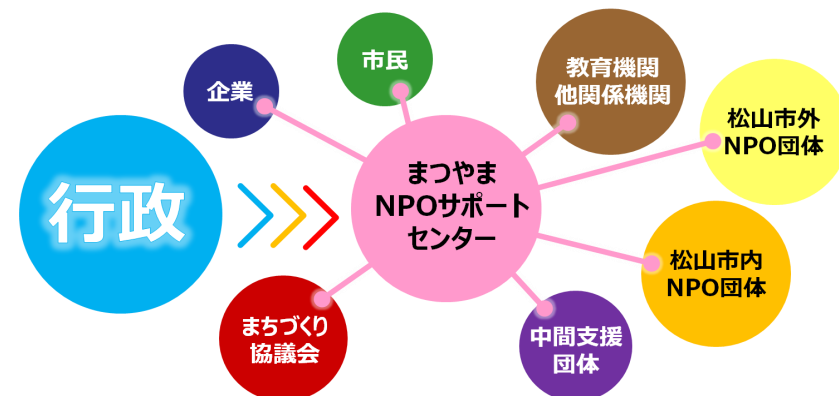 企業
市民
教育機関
他関係機関
松山市外
NPO団体
行政
まつやま
NPOサポート
センター
松山市内
NPO団体
まちづくり
協議会
中間支援
団体